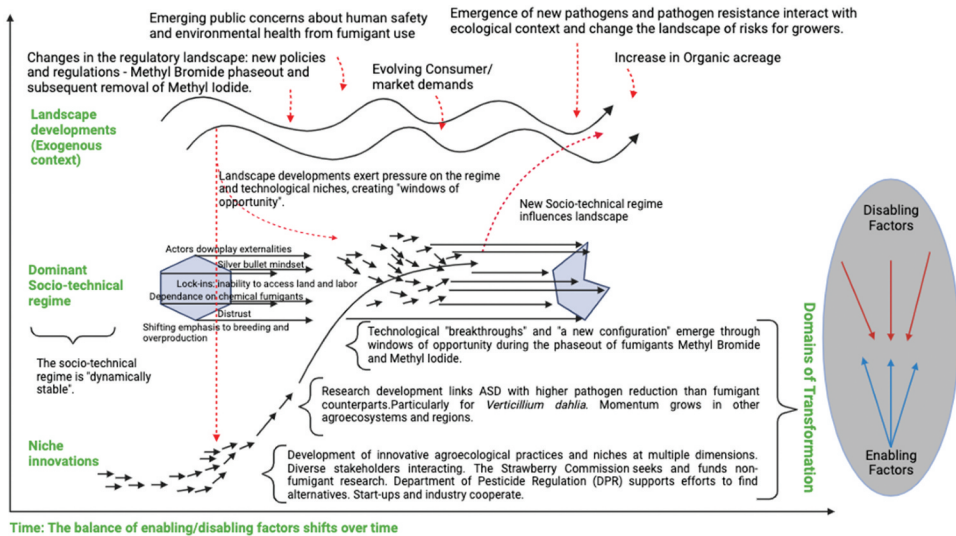 Emerging public concerns about human safety
and environmental health from fumigant use
Emergence of new pathogens and pathogen resistance interact with
ecological context and change the landscape of risks for growers.
Changes in the regulatory landscape: new policies
and regulations - Methyl Bromide phaseout and
subsequent removal of Methyl Iodide.
Evolving Consumer/
market demands
Increase in Organic acreage
Landscape
developments
(Exogenous
context)
Landscape developments exert pressure on the regime
and technological niches, creating "windows of
opportunity".
New Socio-technical regime
influences landscape
Dominant
Socio-technical
regime
Actors downplay externalities
Silver bullet mindset
Lock-ins: inability to access land and labor
Dependance on chemical fumigants
Distrust
Shifting emphasis to breeding and
overproduction
The socio-technical
regime is "dynamically
stable".
Technological "breakthroughs" and "a new configuration" emerge through
windows of opportunity during the phaseout of fumigants Methyl Bromide
and Methyl Iodide.
Research development links ASD with higher pathogen reduction than fumigant
counterparts.Particularly for Verticillium dahlia. Momentum grows in other
agroecosystems and regions.
Niche
innovations
Development of innovative agroecological practices and niches at multiple dimensions.
Diverse stakeholders interacting. The Strawberry Commission seeks and funds non-
fumigant research. Department of Pesticide Regulation (DPR) supports efforts to find
alternatives. Start-ups and industry cooperate.
Domains of Transformation
Disabling
Factors
Enabling
Factors
Time: The balance of enabling/disabling factors shifts over time